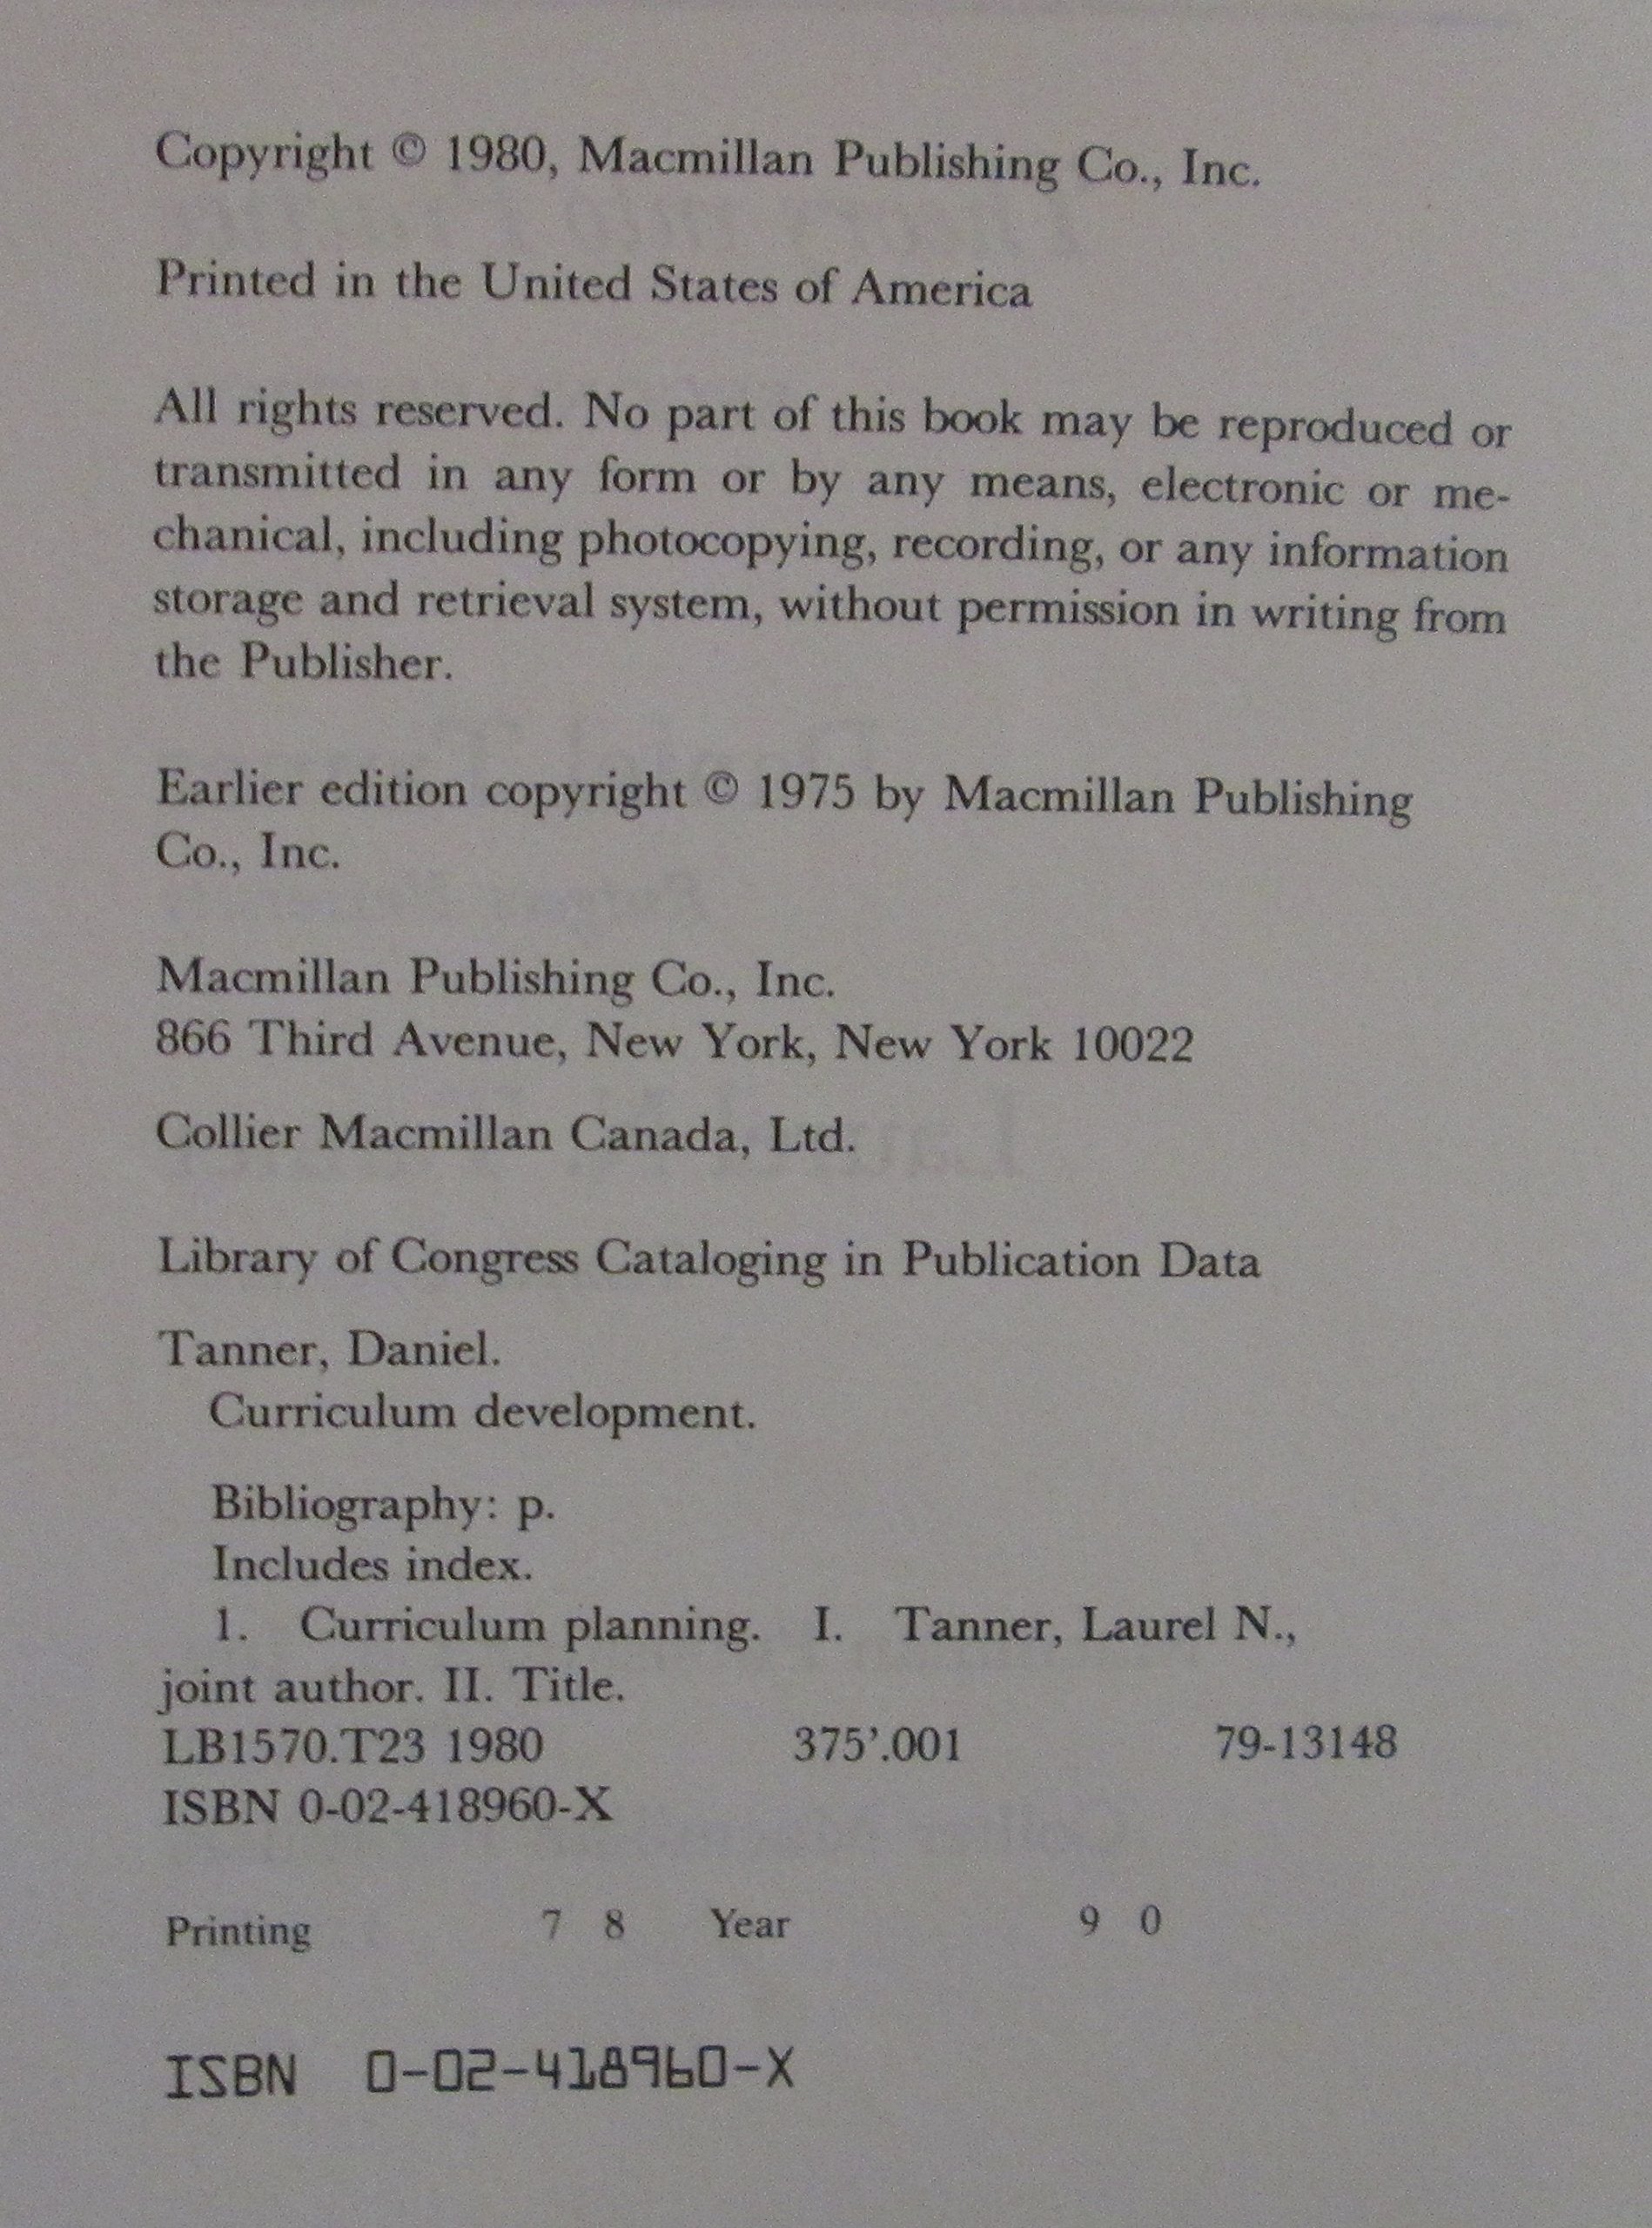 Copyright © 1980, Macmillan Publishing Co., Inc.
Printed in the United States of America
All rights reserved. No part of this book may be reproduced or
transmitted in any form or by any means, electronic or me-
chanical, including photocopying, recording, or any information
storage and retrieval system, without permission in writing from
the Publisher.
Earlier edition copyright © 1975 by Macmillan Publishing
Co., Inc.
Macmillan Publishing Co., Inc.
866 Third Avenue, New York, New York 10022
Collier Macmillan Canada, Ltd.
Library of Congress Cataloging in Publication Data
Tanner, Daniel.
Curriculum development.
Bibliography: p.
Includes index.
1. Curriculum planning. I. Tanner, Laurel N.,
joint author. II. Title.
LB1570.T23 1980 375’.001 79-13148
ISBN 0-02-418960-X
Printing 7 8 Year 9 0
ISBN 0-02-418960-X